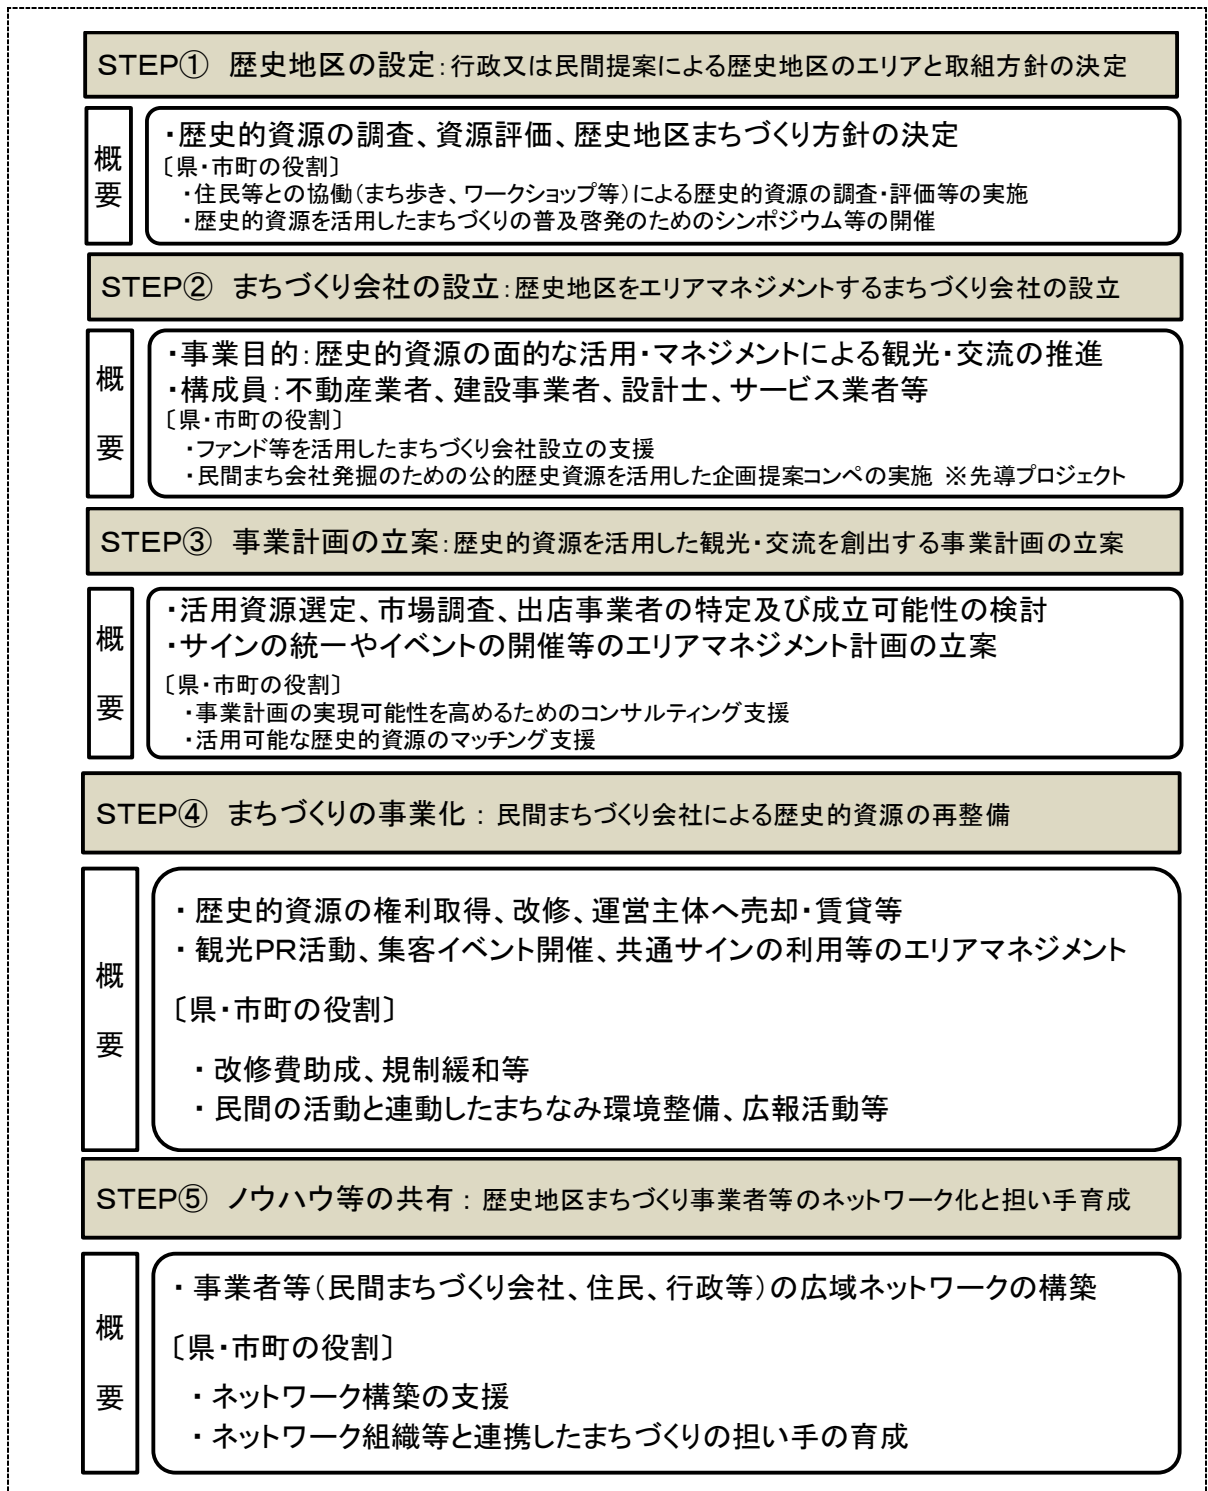 STEP① 歴史地区の設定：行政又は民間提案による歴史地区のエリアと取組方針の決定
概要
・歴史的資源の調査、資源評価、歴史地区まちづくり方針の決定
〔県・市町の役割〕
・住民等との協働（まち歩き、ワークショップ等）による歴史的資源の調査・評価等の実施
・歴史的資源を活用したまちづくりの普及啓発のためのシンポジウム等の開催
STEP② まちづくり会社の設立：歴史地区をエリアマネジメントするまちづくり会社の設立
概要
・事業目的：歴史的資源の面的な活用・マネジメントによる観光・交流の推進
・構成員：不動産業者、建設事業者、設計士、サービス業者等
〔県・市町の役割〕
・ファンド等を活用したまちづくり会社設立の支援
・民間まち会社発掘のための公的歴史資源を活用した企画提案コンペの実施 ※先導プロジェクト
STEP③ 事業計画の立案：歴史的資源を活用した観光・交流を創出する事業計画の立案
概要
・活用資源選定、市場調査、出店事業者の特定及び成立可能性の検討
・サインの統一やイベントの開催等のエリアマネジメント計画の立案
〔県・市町の役割〕
・事業計画の実現可能性を高めるためのコンサルティング支援
・活用可能な歴史的資源のマッチング支援
STEP④ まちづくりの事業化：民間まちづくり会社による歴史的資源の再整備
概要
・歴史的資源の権利取得、改修、運営主体へ売却・賃貸等
・観光PR活動、集客イベント開催、共通サインの利用等のエリアマネジメント
〔県・市町の役割〕
・改修費助成、規制緩和等
・民間の活動と連動したまちなみ環境整備、広報活動等
STEP⑤ ノウハウ等の共有：歴史地区まちづくり事業者等のネットワーク化と担い手育成
概要
・事業者等（民間まちづくり会社、住民、行政等）の広域ネットワークの構築
〔県・市町の役割〕
・ネットワーク構築の支援
・ネットワーク組織等と連携したまちづくりの担い手の育成